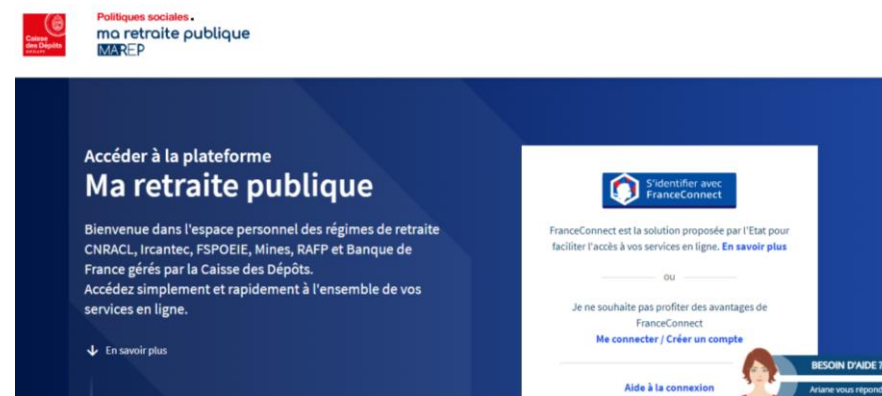 Caisse
des Dépôts
GROUPE
Politiques sociales.
ma retraite publique
MAREP
Accéder à la plateforme
Ma retraite publique
Bienvenue dans l'espace personnel des régimes de retraite
CNRACL, Ircantec, FSPOEIE, Mines, RAFP et Banque de
France gérés par la Caisse des Dépôts.
Accédez simplement et rapidement à l'ensemble de vos
services en ligne.
En savoir plus
S'identifier avec
FranceConnect
FranceConnect est la solution proposée par l'Etat pour
faciliter l'accès à vos services en ligne. En savoir plus
ou
Je ne souhaite pas profiter des avantages de
FranceConnect
Me connecter / Créer un compte
Aide à la connexion
BESOIN D'AIDE ?
Ariane vous répond